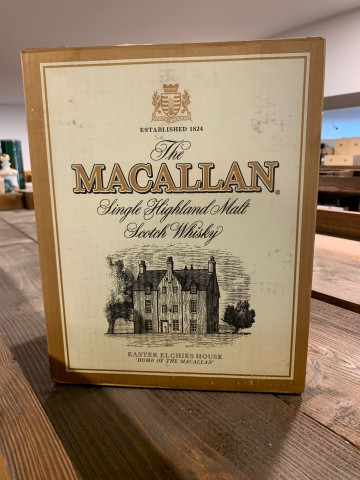 ESTABLISHED 1824
The
MACALLAN®
Single Highland Malt
Scotch Whisky
EASTER ELCHIES HOUSE
'HOME OF THE MACALLAN'